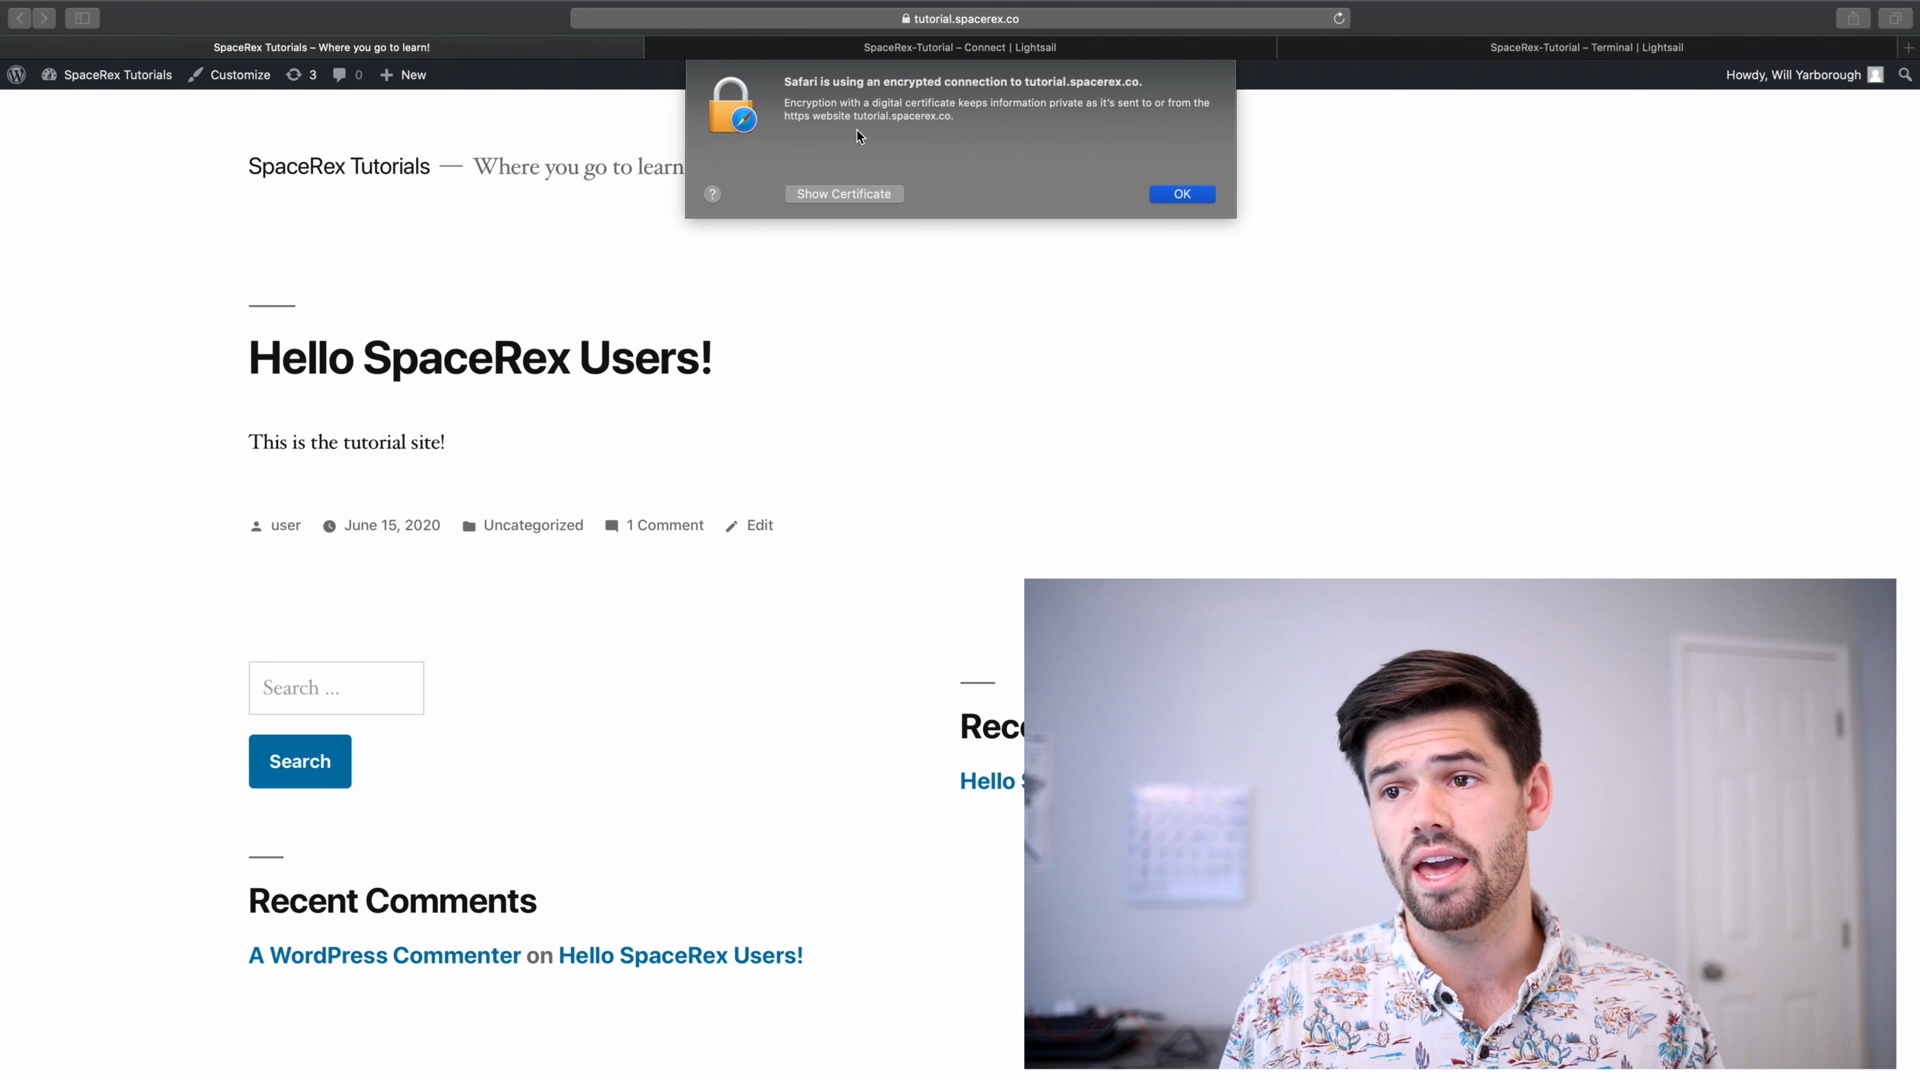 tutorial.spacerex.co
SpaceRex Tutorials – Where you go to learn!
SpaceRex-Tutorial – Connect | Lightsail
SpaceRex-Tutorial – Terminal | Lightsail
SpaceRex Tutorials
Customize
3
0
New
Howdy, Will Yarborough
Safari is using an encrypted connection to tutorial.spacerex.co.
Encryption with a digital certificate keeps information private as it’s sent to or from the
https website tutorial.spacerex.co.
?
Show Certificate
OK
SpaceRex Tutorials — Where you go to learn
Hello SpaceRex Users!
This is the tutorial site!
user
June 15, 2020
Uncategorized
1 Comment
Edit
Search …
Search
Hello
Recent Comments
A WordPress Commenter on Hello SpaceRex Users!